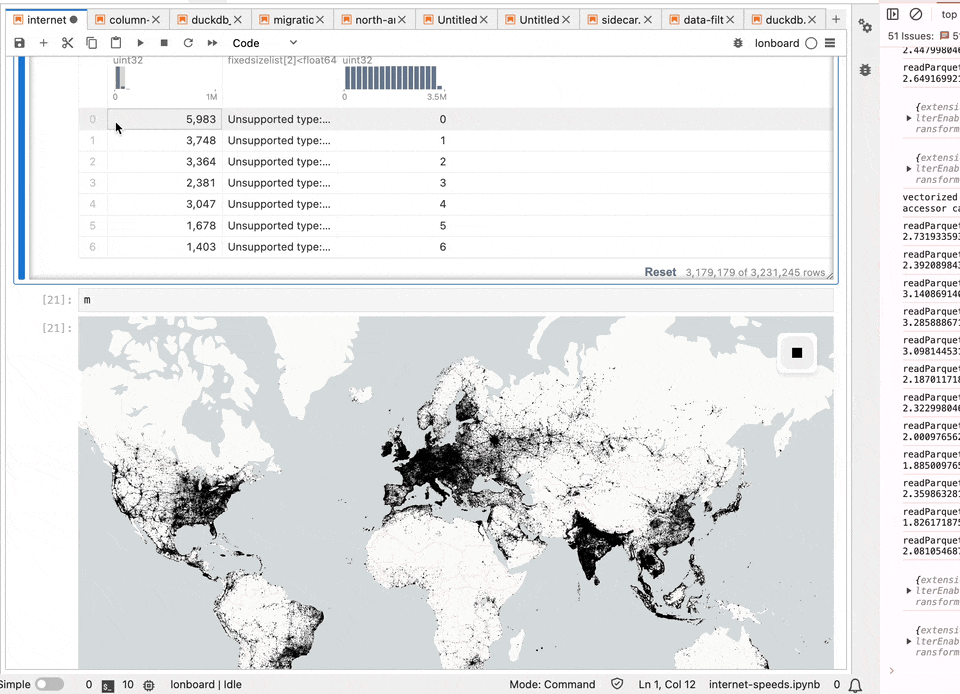 internet
column-
duckdb_
migratic
north-ai
Untitled
Untitled
sidecar.
data-filt
duckdb.
Code
lonboard
uint32
fixedsizelist[2]<float64
uint32
0
1M
0
3.5M
0 5,983 Unsupported type:... 0
1 3,748 Unsupported type:... 1
2 3,364 Unsupported type:... 2
3 2,381 Unsupported type:... 3
4 3,047 Unsupported type:... 4
5 1,678 Unsupported type:... 5
6 1,403 Unsupported type:... 6
Reset 3,179,179 of 3,231,245 rows
[21]: m
[21]:
Simple 0 10 lonboard | Idle Mode: Command Ln 1, Col 12 internet-speeds.ipynb 0
top
51 Issues: 51
2.44799804
readParquet
2.64916992
{extensio
lterEnab
ransform
{extensio
lterEnab
ransform
vectorized
accessor ca
readParquet
2.73193359
readParquet
2.39208984
readParquet
3.14086914
readParquet
3.28588867
readParquet
3.09814453
readParquet
2.18701171
readParquet
2.32299804
readParquet
2.00097656
readParquet
1.88500976
readParquet
2.35986328
readParquet
1.82617187
readParquet
2.08105468
{extensio
lterEnab
ransform
{extensio
lterEnab
ransform